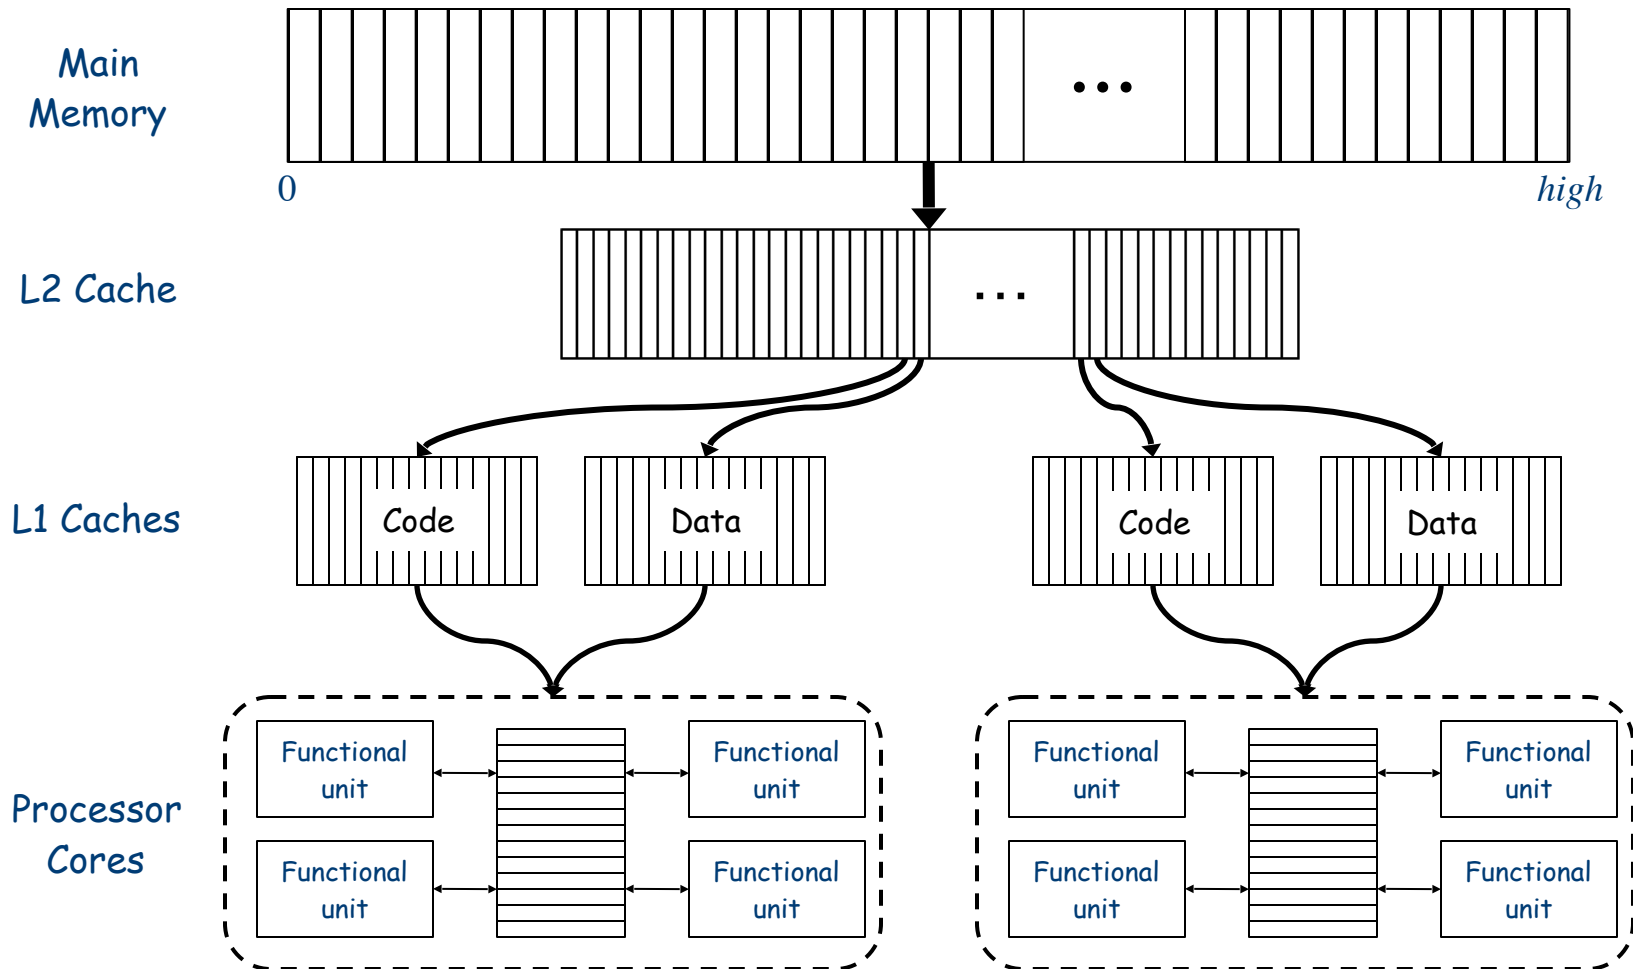 Main
Memory
...
0
high
L2 Cache
...
L1 Caches
Code
Data
Code
Data
Processor
Cores
Functional
unit
Functional
unit
Functional
unit
Functional
unit
Functional
unit
Functional
unit
Functional
unit
Functional
unit